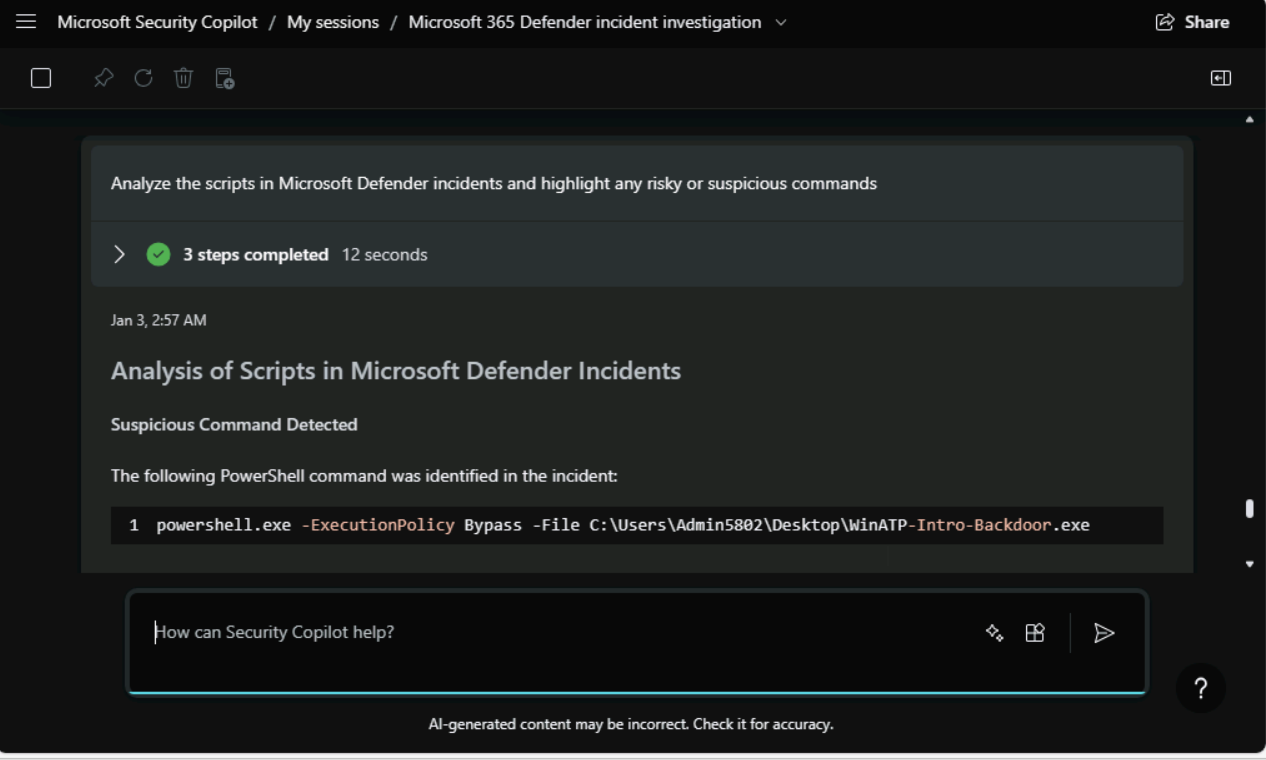 Microsoft Security Copilot / My sessions / Microsoft 365 Defender incident investigation
Share
Analyze the scripts in Microsoft Defender incidents and highlight any risky or suspicious commands
3 steps completed 12 seconds
Jan 3, 2:57 AM
Analysis of Scripts in Microsoft Defender Incidents
Suspicious Command Detected
The following PowerShell command was identified in the incident:
1 powershell.exe -ExecutionPolicy Bypass -File C:\Users\Admin5802\Desktop\WinATP-Intro-Backdoor.exe
How can Security Copilot help?
?
AI-generated content may be incorrect. Check it for accuracy.